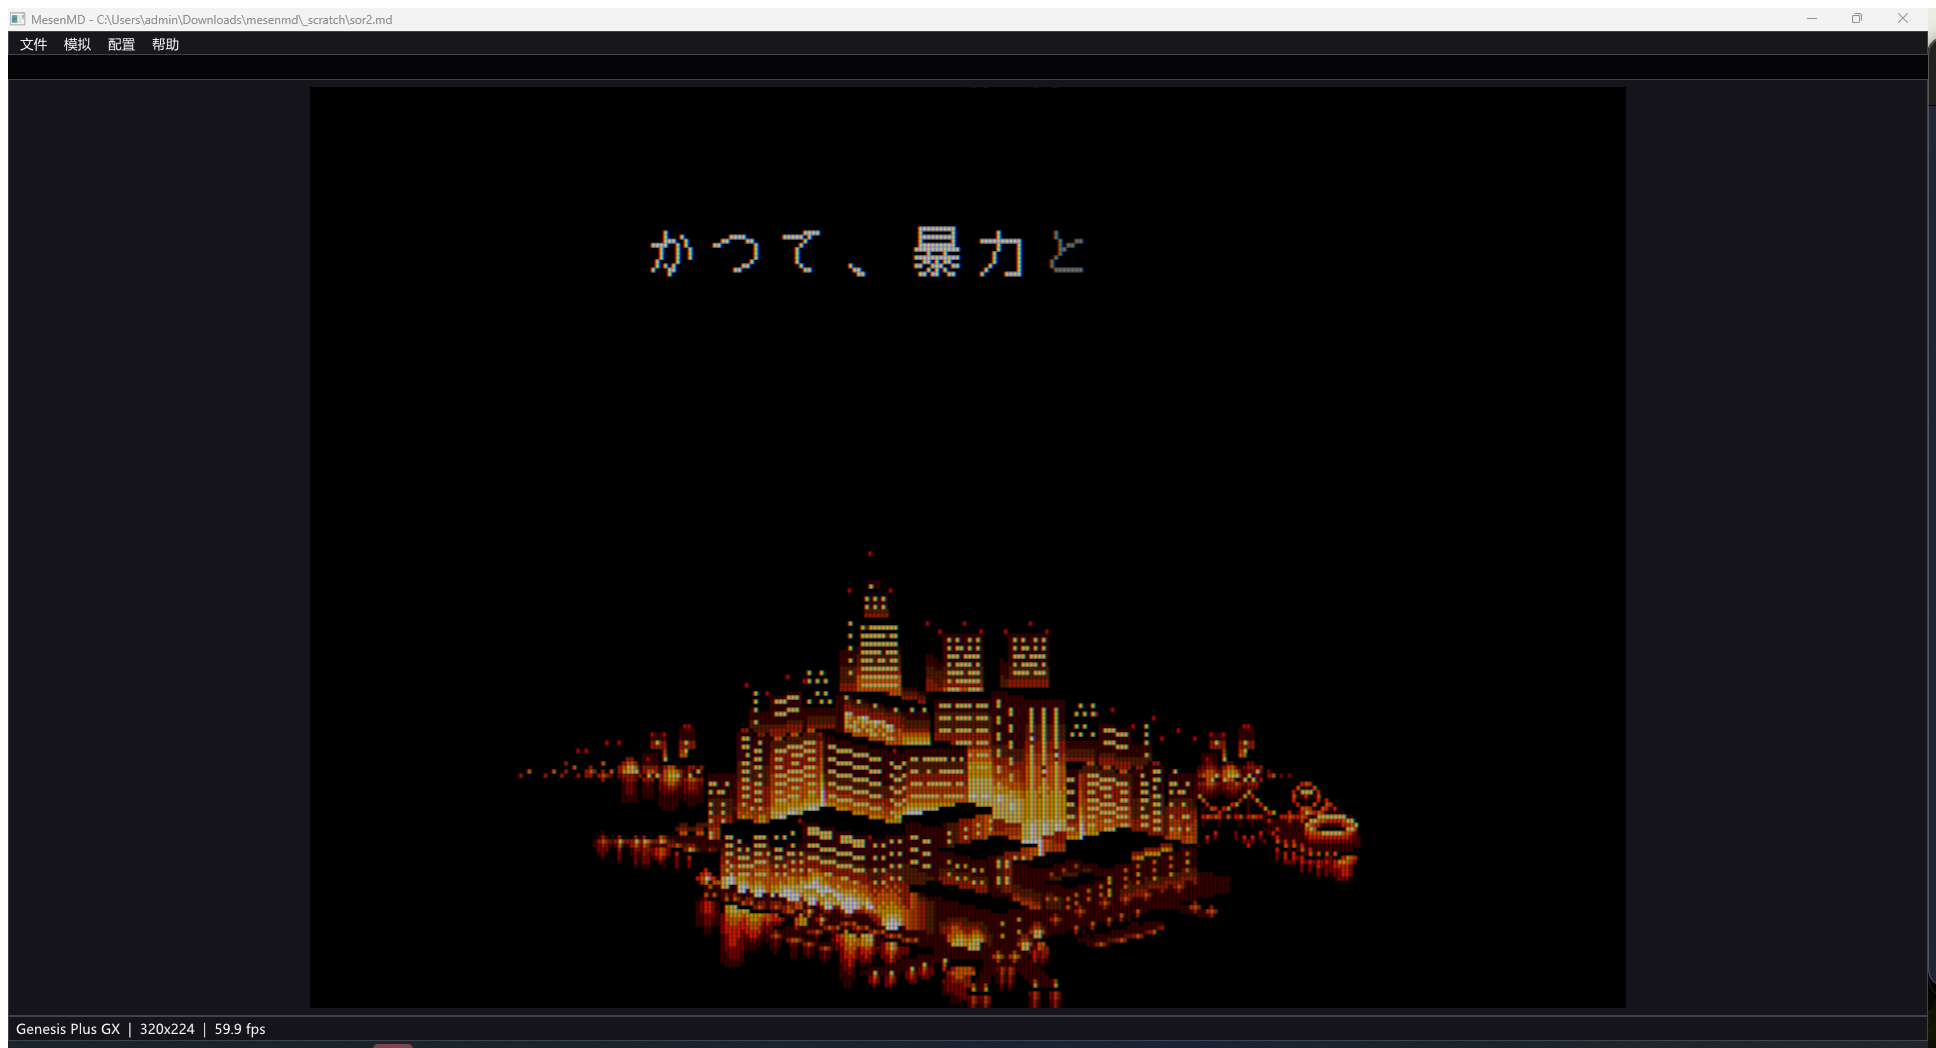 MesenMD - C:\Users\admin\Downloads\mesenmd\_scratch\sor2.md
文件 模拟 配置 帮助
かつて、暴力と
Genesis Plus GX | 320x224 | 59.9 fps